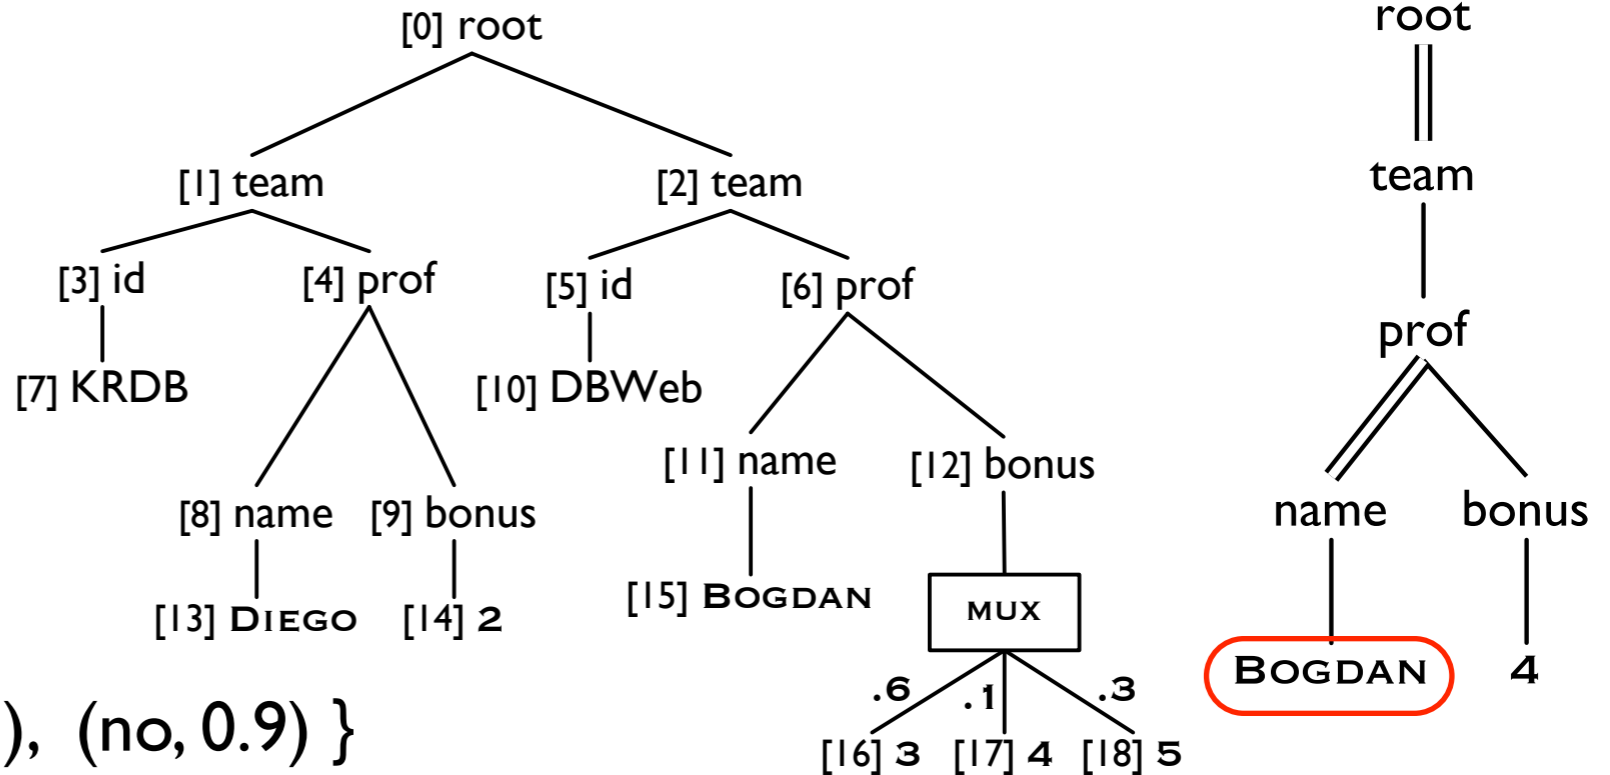 [0] root
[1] team
[2] team
[3] id
[4] prof
[5] id
[6] prof
[7] KRDB
[10] DBWeb
[11] name
[12] bonus
[8] name
[9] bonus
[13] DIEGO
[14] 2
[15] BOGDAN
MUX
.6
.1
.3
[16] 3
[17] 4
[18] 5
), (no, 0.9) }
root
team
prof
name
bonus
BOGDAN
4